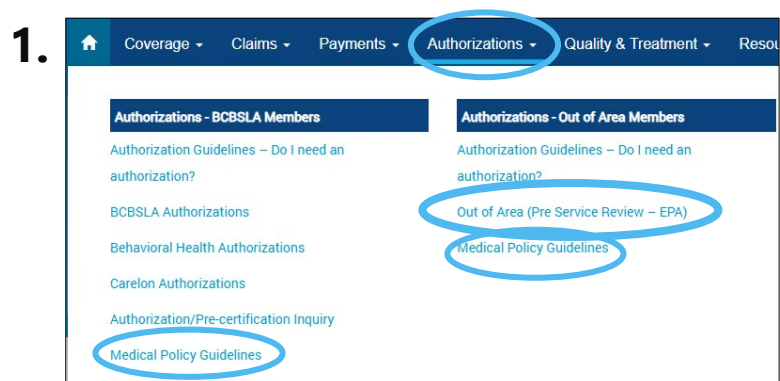 1.
Coverage Claims Payments Authorizations Quality & Treatment Resou
Authorizations - BCBSLA Members
Authorization Guidelines – Do I need an
authorization?
BCBSLA Authorizations
Behavioral Health Authorizations
Carelon Authorizations
Authorization/Pre-certification Inquiry
Medical Policy Guidelines
Authorizations - Out of Area Members
Authorization Guidelines – Do I need an
authorization?
Out of Area (Pre Service Review – EPA)
Medical Policy Guidelines